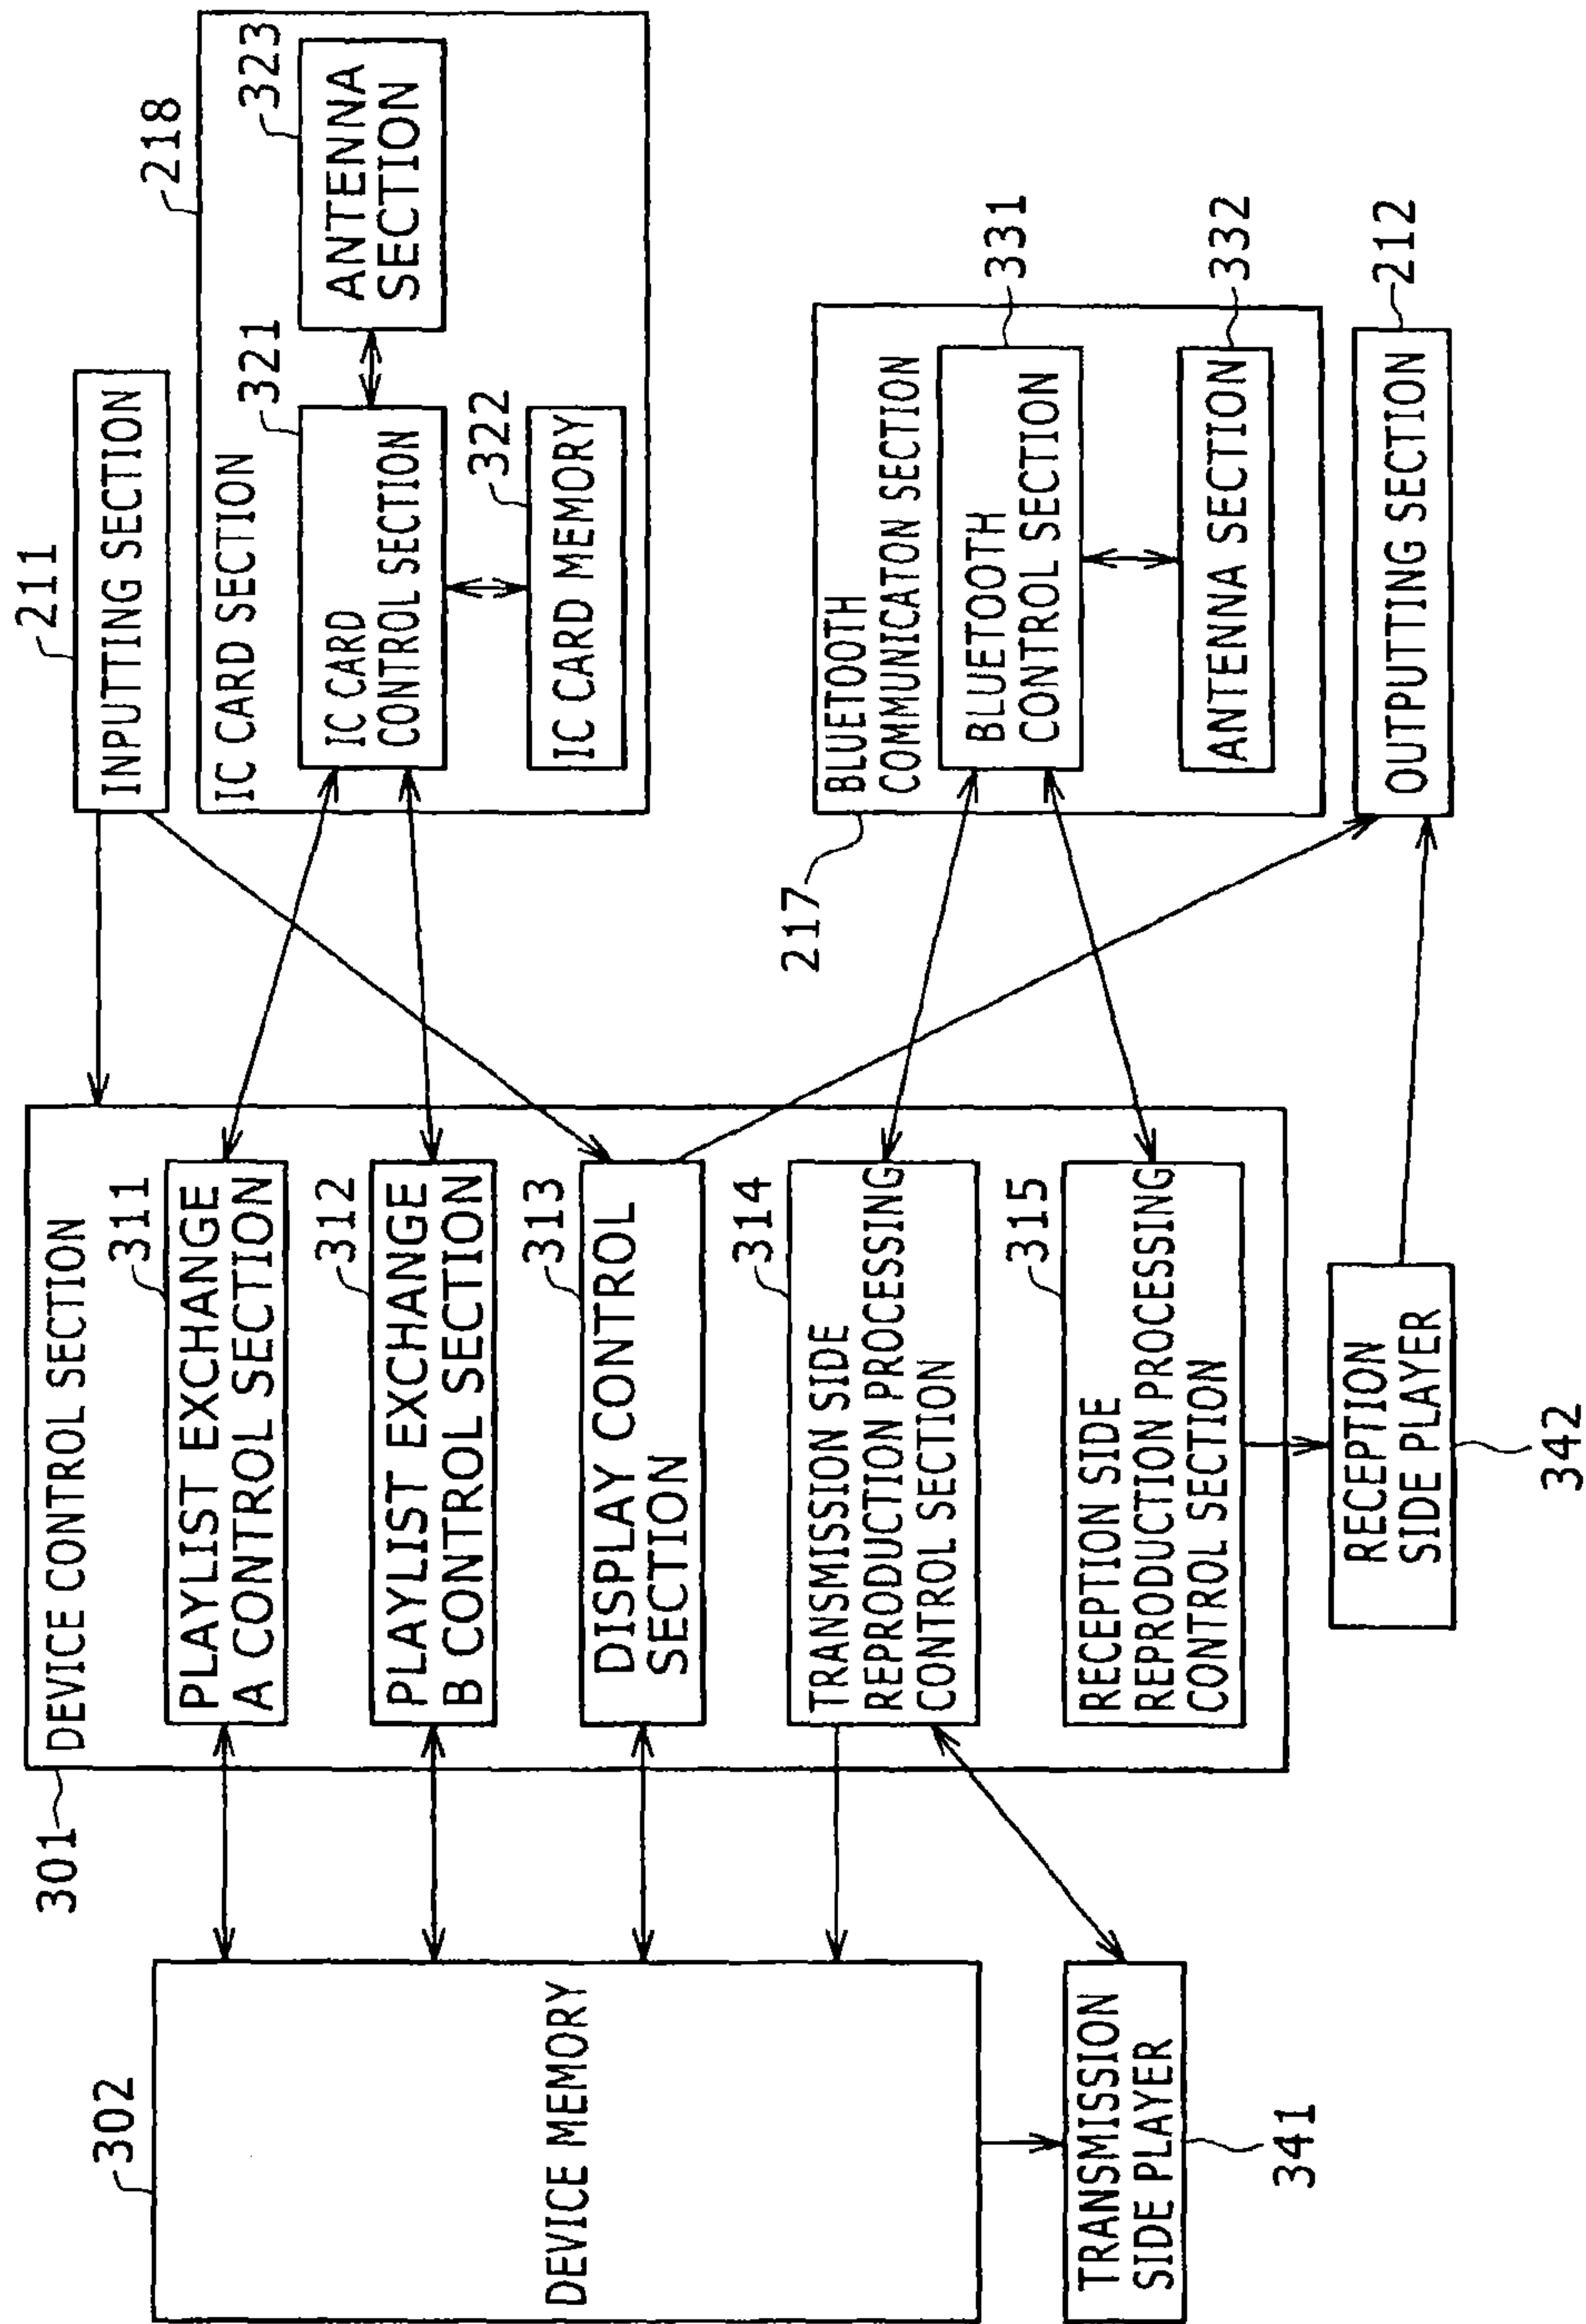 302
DEVICE MEMORY
TRANSMISSION
SIDE PLAYER
341
301
DEVICE CONTROL SECTION
311
PLAYLIST EXCHANGE
A CONTROL SECTION
312
PLAYLIST EXCHANGE
B CONTROL SECTION
313
DISPLAY CONTROL
SECTION
314
TRANSMISSION SIDE
REPRODUCTION PROCESSING
CONTROL SECTION
315
RECEPTION SIDE
REPRODUCTION PROCESSING
CONTROL SECTION
RECEPTION
SIDE PLAYER
342
211
INPUTTING SECTION
218
IC CARD SECTION
321
IC CARD
CONTROL SECTION
323
ANTENNA
SECTION
322
IC CARD MEMORY
217
BLUETOOTH
COMMUNICATON SECTION
BLUETOOTH
CONTROL SECTION
331
ANTENNA SECTION
332
OUTPUTTING SECTION
212